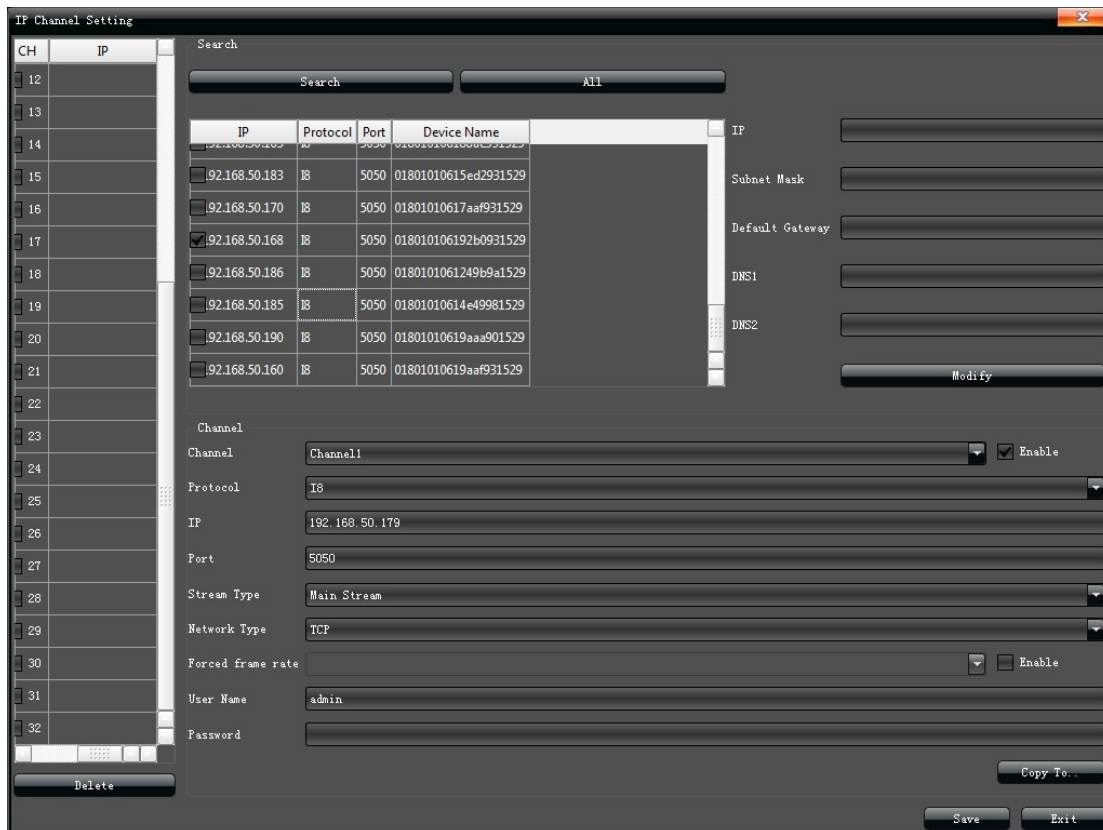 IP Channel Setting
CH IP
12
13
14
15
16
17
18
19
20
21
22
23
24
25
26
27
28
29
30
31
32
Delete
Search
Search All
IP Protocol Port Device Name
.92.168.50.183 I8 5050 01801010615ed2931529
.92.168.50.170 I8 5050 01801010617aaf931529
.92.168.50.168 I8 5050 018010106192b0931529
.92.168.50.186 I8 5050 0180101061249b9a1529
.92.168.50.185 I8 5050 01801010614e49981529
.92.168.50.190 I8 5050 01801010619aaa901529
.92.168.50.160 I8 5050 01801010619aaf931529
IP
Subnet Mask
Default Gateway
DNS1
DNS2
Modify
Channel
Channel Channel1 Enable
Protocol I8
IP 192.168.50.179
Port 5050
Stream Type Main Stream
Network Type TCP
Forced frame rate Enable
User Name admin
Password
Copy To..
Save Exit